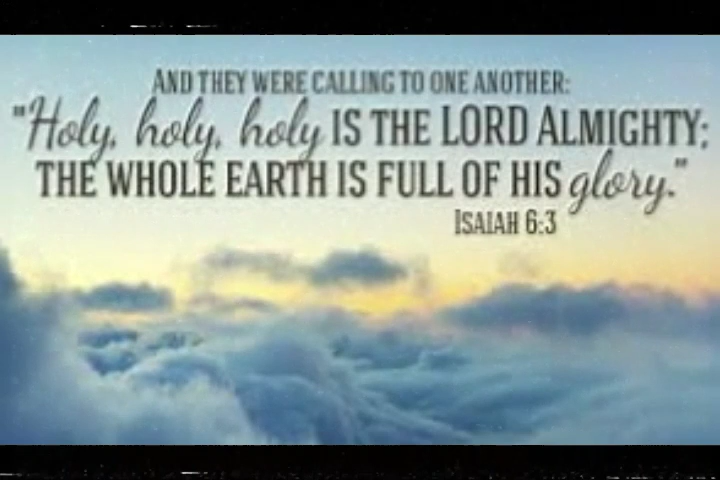 AND THEY WERE CALLING TO ONE ANOTHER:
"Holy, holy, holy IS THE LORD ALMIGHTY;
THE WHOLE EARTH IS FULL OF HIS glory."
ISAIAH 6:3